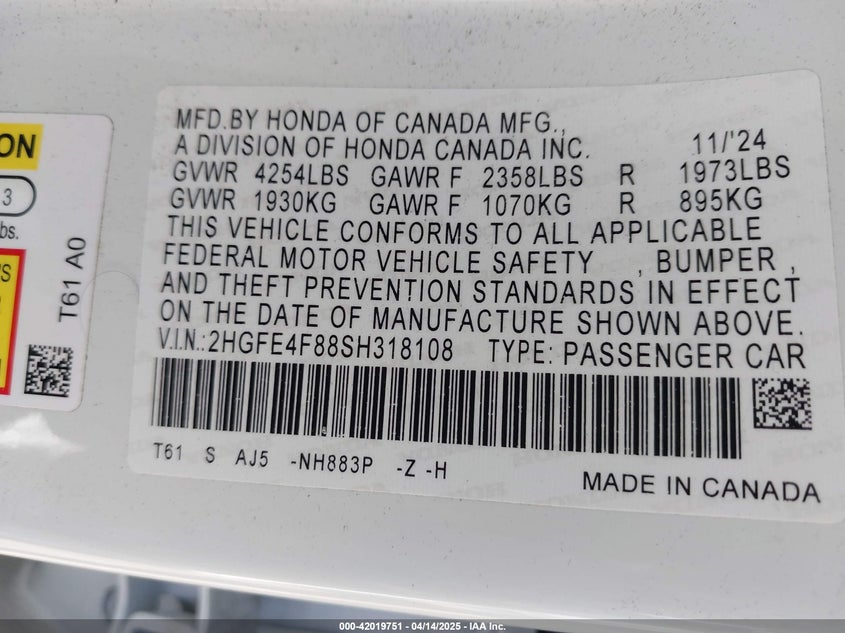 MFD.BY HONDA OF CANADA MFG.,
A DIVISION OF HONDA CANADA INC. 11/'24
GVWR 4254LBS GAWR F 2358LBS R 1973LBS
GVWR 1930KG GAWR F 1070KG R 895KG
THIS VEHICLE CONFORMS TO ALL APPLICABLE
FEDERAL MOTOR VEHICLE SAFETY , BUMPER ,
AND THEFT PREVENTION STANDARDS IN EFFECT
ON THE DATE OF MANUFACTURE SHOWN ABOVE.
V.I.N.:2HGFE4F88SH318108 TYPE: PASSENGER CAR
T61 S AJ5 -NH883P -Z -H
MADE IN CANADA
ON
3
bs.
'S
T61 A0
000-42019751 - 04/14/2025 - IAA Inc.